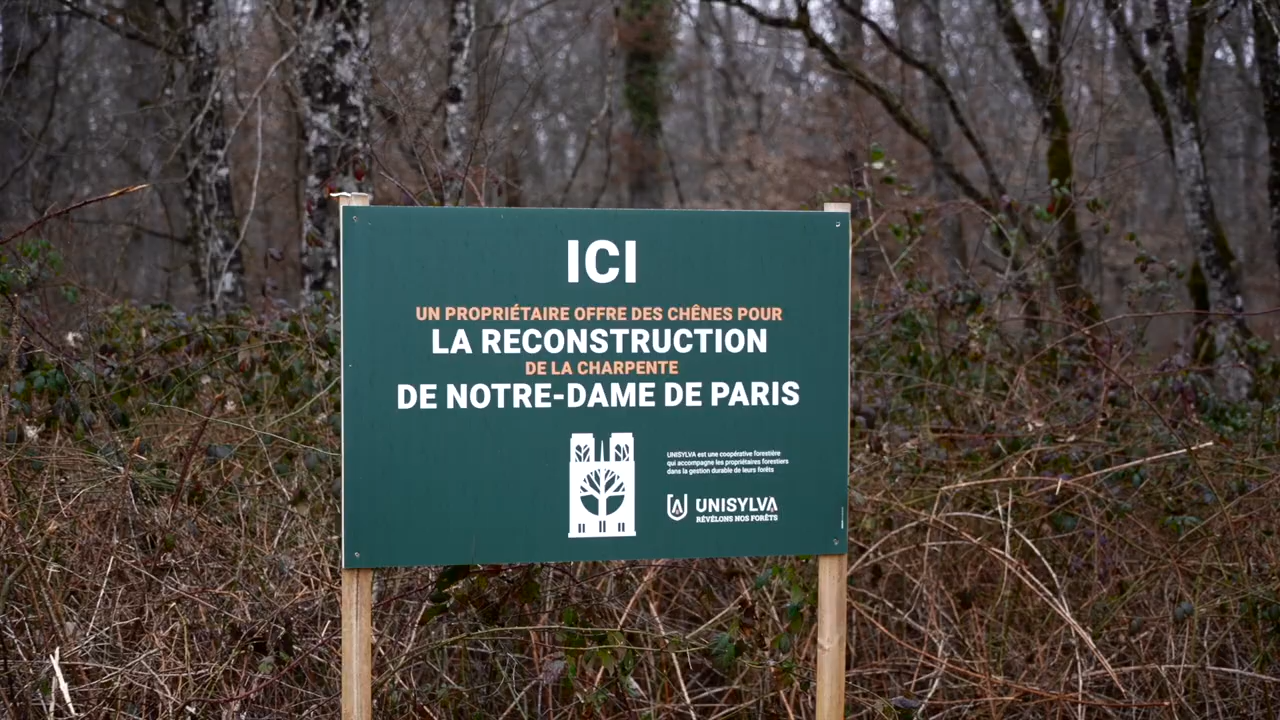 ICI
UN PROPRIÉTAIRE OFFRE DES CHÊNES POUR
LA RECONSTRUCTION
DE LA CHARPENTE
DE NOTRE-DAME DE PARIS
UNISYLVA est une coopérative forestière
qui accompagne les propriétaires forestiers
dans la gestion durable de leurs forêts
UNISYLVA
RÉVÉLONS NOS FORÊTS